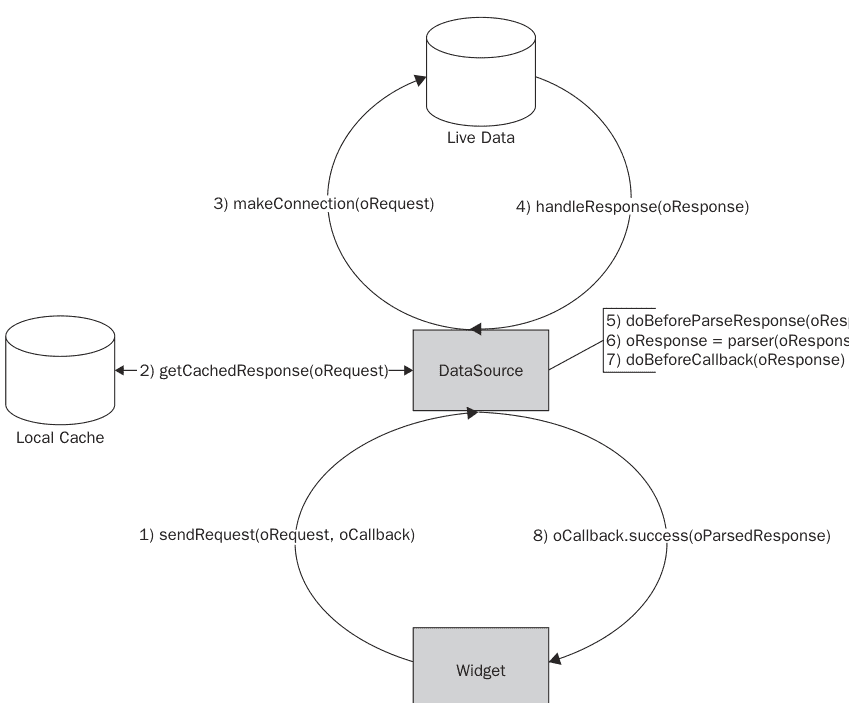 Live Data
3) makeConnection(oRequest)
4) handleResponse(oResponse)
5) doBeforeParseResponse(oRes
6) oResponse = parser(oRespons
7) doBeforeCallback(oResponse)
2) getCachedResponse(oRequest)
DataSource
Local Cache
1) sendRequest(oRequest, oCallback)
8) oCallback.success(oParsedResponse)
Widget